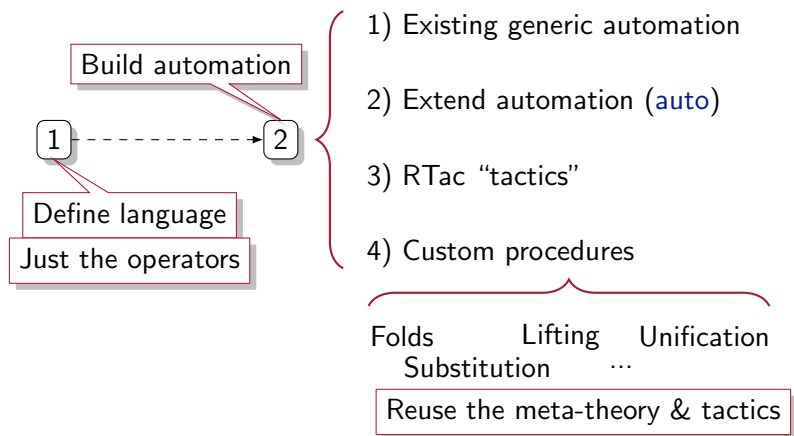 1) Existing generic automation
Build automation
2) Extend automation (auto)
1
2
3) RTac “tactics”
Define language
Just the operators
4) Custom procedures
Folds
Lifting
Unification
Substitution
...
Reuse the meta-theory & tactics